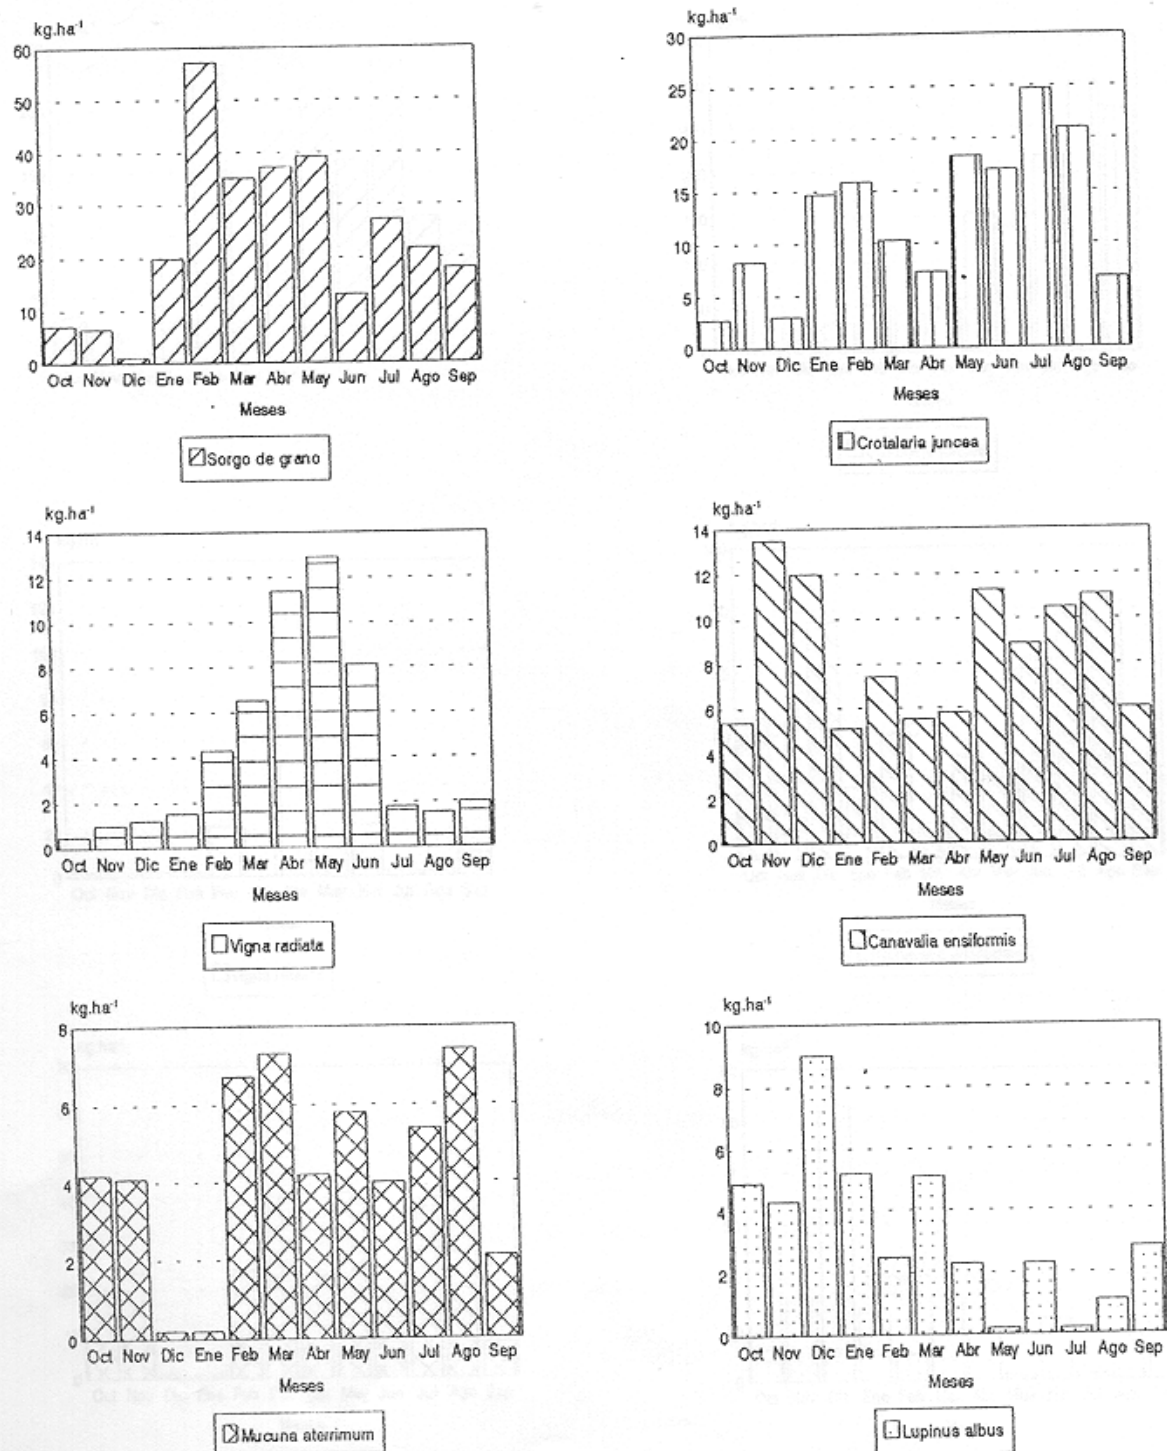 kg.ha⁻¹
60
50
40
30
20
10
0
Oct Nov Dic Ene Feb Mar Abr May Jun Jul Ago Sep
Meses
Sorgo de grano
kg.ha⁻¹
30
25
20
15
10
5
0
Oct Nov Dic Ene Feb Mar Abr May Jun Jul Ago Sep
Meses
Crotalaria juncea
kg.ha⁻¹
14
12
10
8
6
4
2
0
Oct Nov Dic Ene Feb Mar Abr May Jun Jul Ago Sep
Meses
Vigna radiata
kg.ha⁻¹
14
12
10
8
6
4
2
0
Oct Nov Dic Ene Feb Mar Abr May Jun Jul Ago Sep
Meses
Canavalia ensiformis
kg.ha⁻¹
8
6
4
2
0
Oct Nov Dic Ene Feb Mar Abr May Jun Jul Ago Sep
Meses
Mucuna aterrimum
kg.ha⁻¹
10
8
6
4
2
0
Oct Nov Dic Ene Feb Mar Abr May Jun Jul Ago Sep
Meses
Lupinus albus